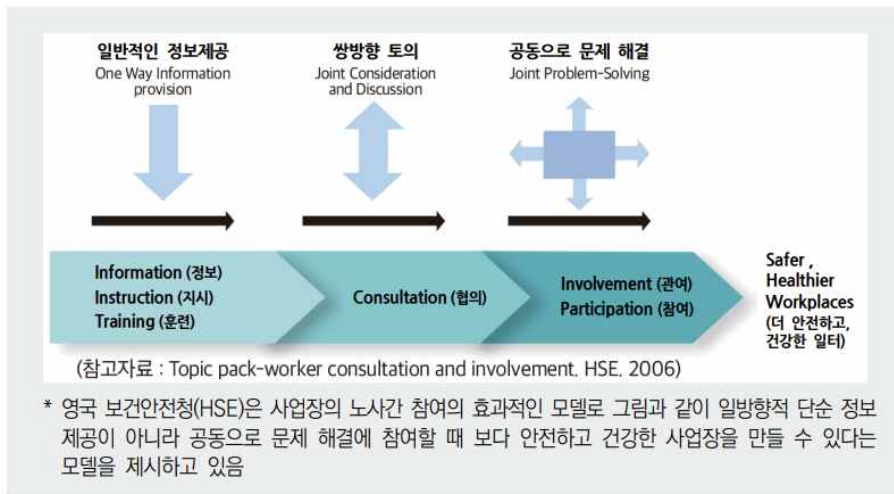 일반적인 정보제공
One Way Information
provision
쌍방향 토의
Joint Consideration
and Discussion
공동으로 문제 해결
Joint Problem-Solving
Information (정보)
Instruction (지시)
Training (훈련)
Consultation (협의)
Involvement (관여)
Participation (참여)
Safer ,
Healthier
Workplaces
(더 안전하고,
건강한 일터)
(참고자료 : Topic pack-worker consultation and involvement. HSE. 2006)
* 영국 보건안전청(HSE)은 사업장의 노사간 참여의 효과적인 모델로 그림과 같이 일방향적 단순 정보
제공이 아니라 공동으로 문제 해결에 참여할 때 보다 안전하고 건강한 사업장을 만들 수 있다는
모델을 제시하고 있음